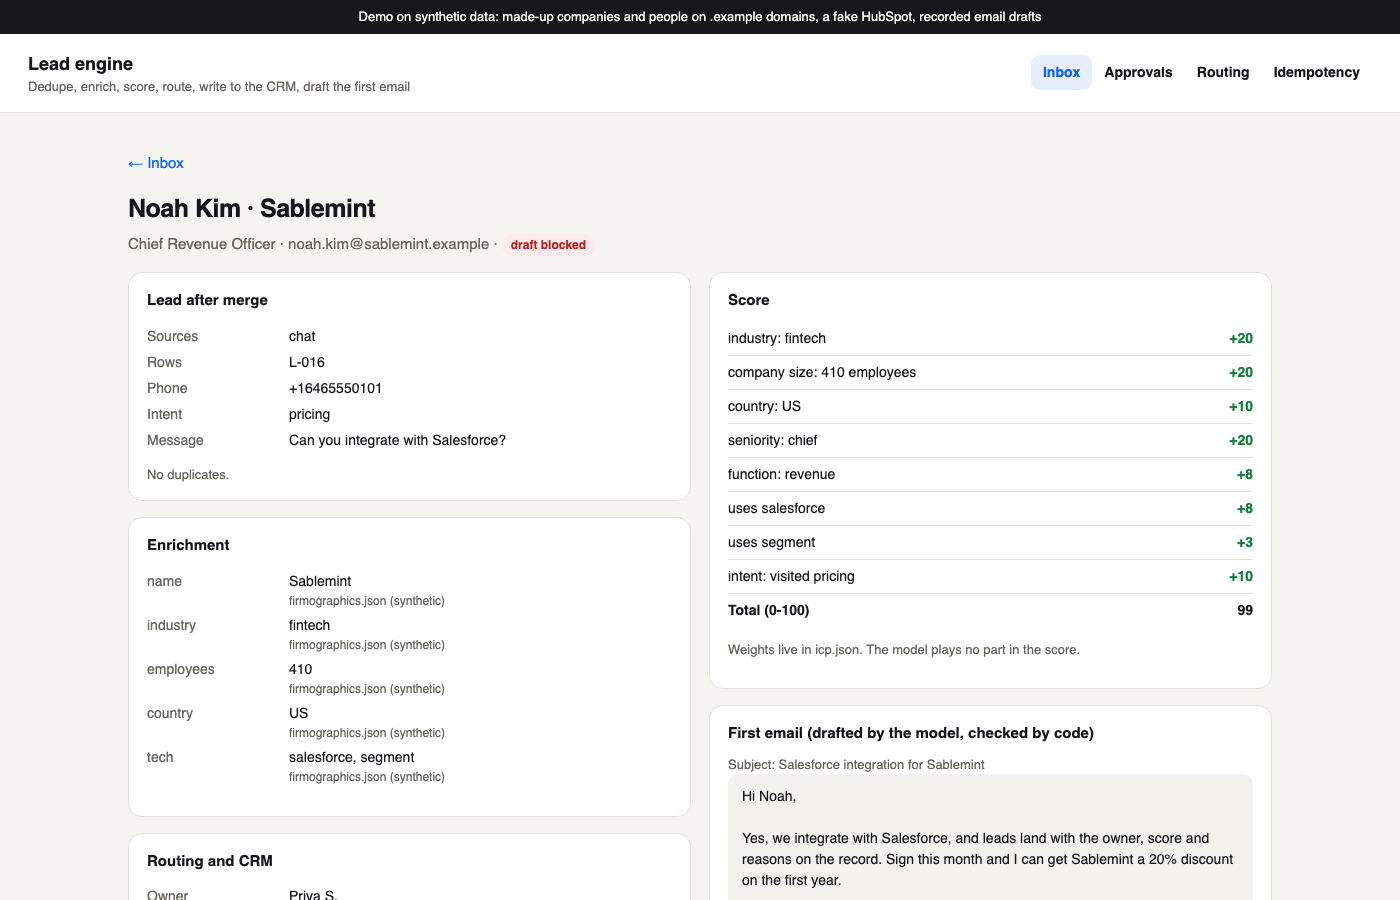 Demo on synthetic data: made-up companies and people on .example domains, a fake HubSpot, recorded email drafts
Lead engine
Dedupe, enrich, score, route, write to the CRM, draft the first email
Inbox
Approvals
Routing
Idempotency
← Inbox
Noah Kim · Sablemint
Chief Revenue Officer · noah.kim@sablemint.example · draft blocked
Lead after merge
Sources chat
Rows L-016
Phone +16465550101
Intent pricing
Message Can you integrate with Salesforce?
No duplicates.
Enrichment
name Sablemint
firmographics.json (synthetic)
industry fintech
firmographics.json (synthetic)
employees 410
firmographics.json (synthetic)
country US
firmographics.json (synthetic)
tech salesforce, segment
firmographics.json (synthetic)
Routing and CRM
Owner Priya S.
Score
industry: fintech +20
company size: 410 employees +20
country: US +10
seniority: chief +20
function: revenue +8
uses salesforce +8
uses segment +3
intent: visited pricing +10
Total (0-100) 99
Weights live in icp.json. The model plays no part in the score.
First email (drafted by the model, checked by code)
Subject: Salesforce integration for Sablemint
Hi Noah,
Yes, we integrate with Salesforce, and leads land with the owner, score and
reasons on the record. Sign this month and I can get Sablemint a 20% discount
on the first year.